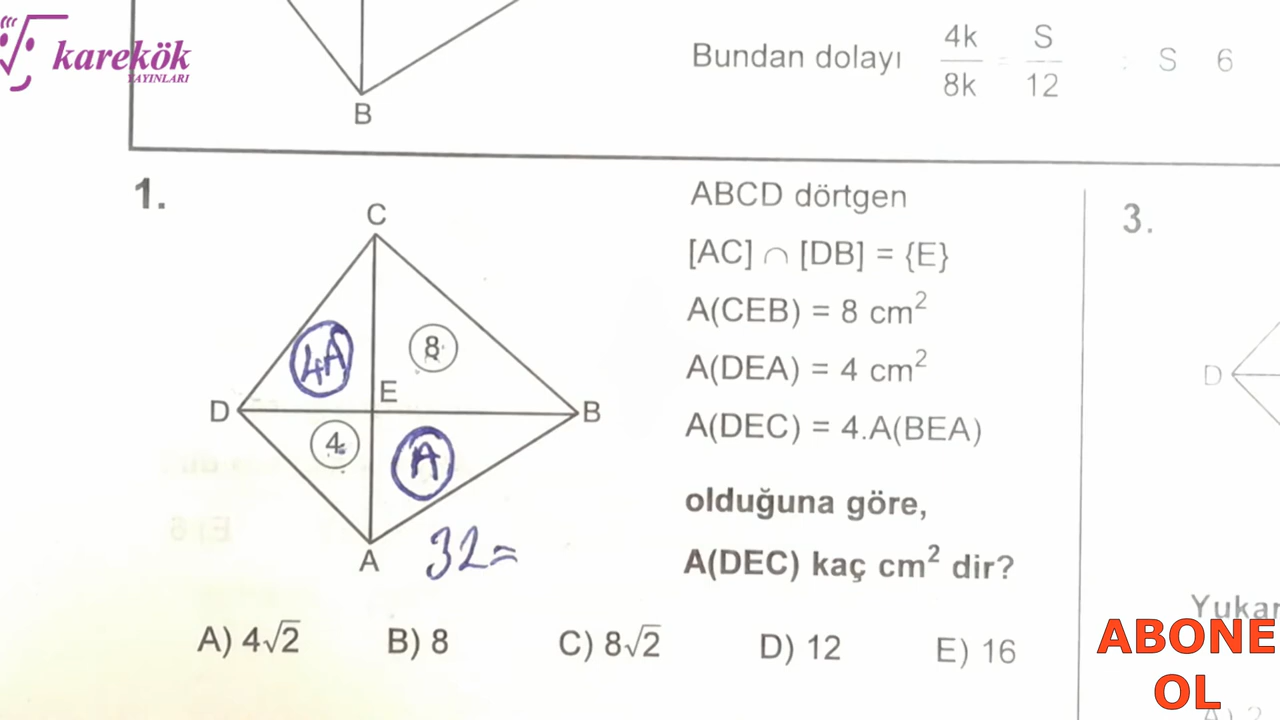 karekök
YAYINLARI
B
Bundan dolayı 4k/8k = S/12 : S 6
1.
C
4A
8
E
D
B
4
A
A
32=
ABCD dörtgen
[AC] ∩ [DB] = {E}
A(CEB) = 8 cm²
A(DEA) = 4 cm²
A(DEC) = 4.A(BEA)
olduğuna göre,
A(DEC) kaç cm² dir?
A) 4√2 B) 8 C) 8√2 D) 12 E) 16
3.
D
ABONE
OL